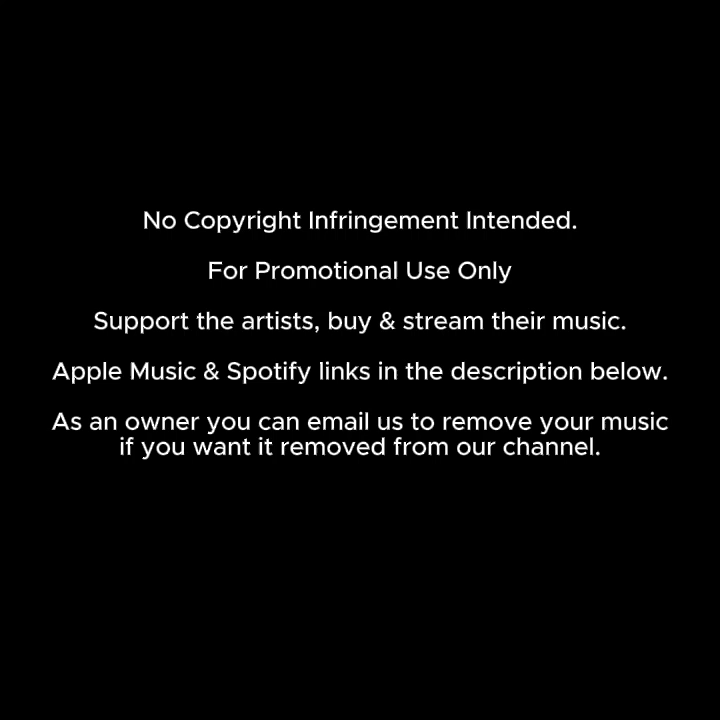 No Copyright Infringement Intended.
For Promotional Use Only
Support the artists, buy & stream their music.
Apple Music & Spotify links in the description below.
As an owner you can email us to remove your music
if you want it removed from our channel.